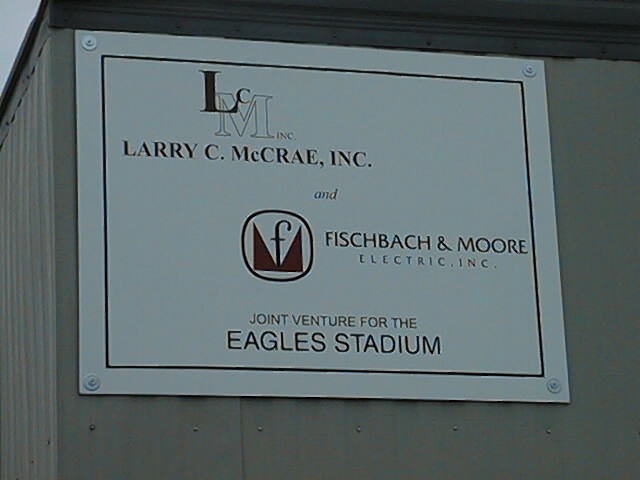 LcM INC.
LARRY C. McCRAE, INC.
and
f
FISCHBACH & MOORE
ELECTRIC, INC.
JOINT VENTURE FOR THE
EAGLES STADIUM